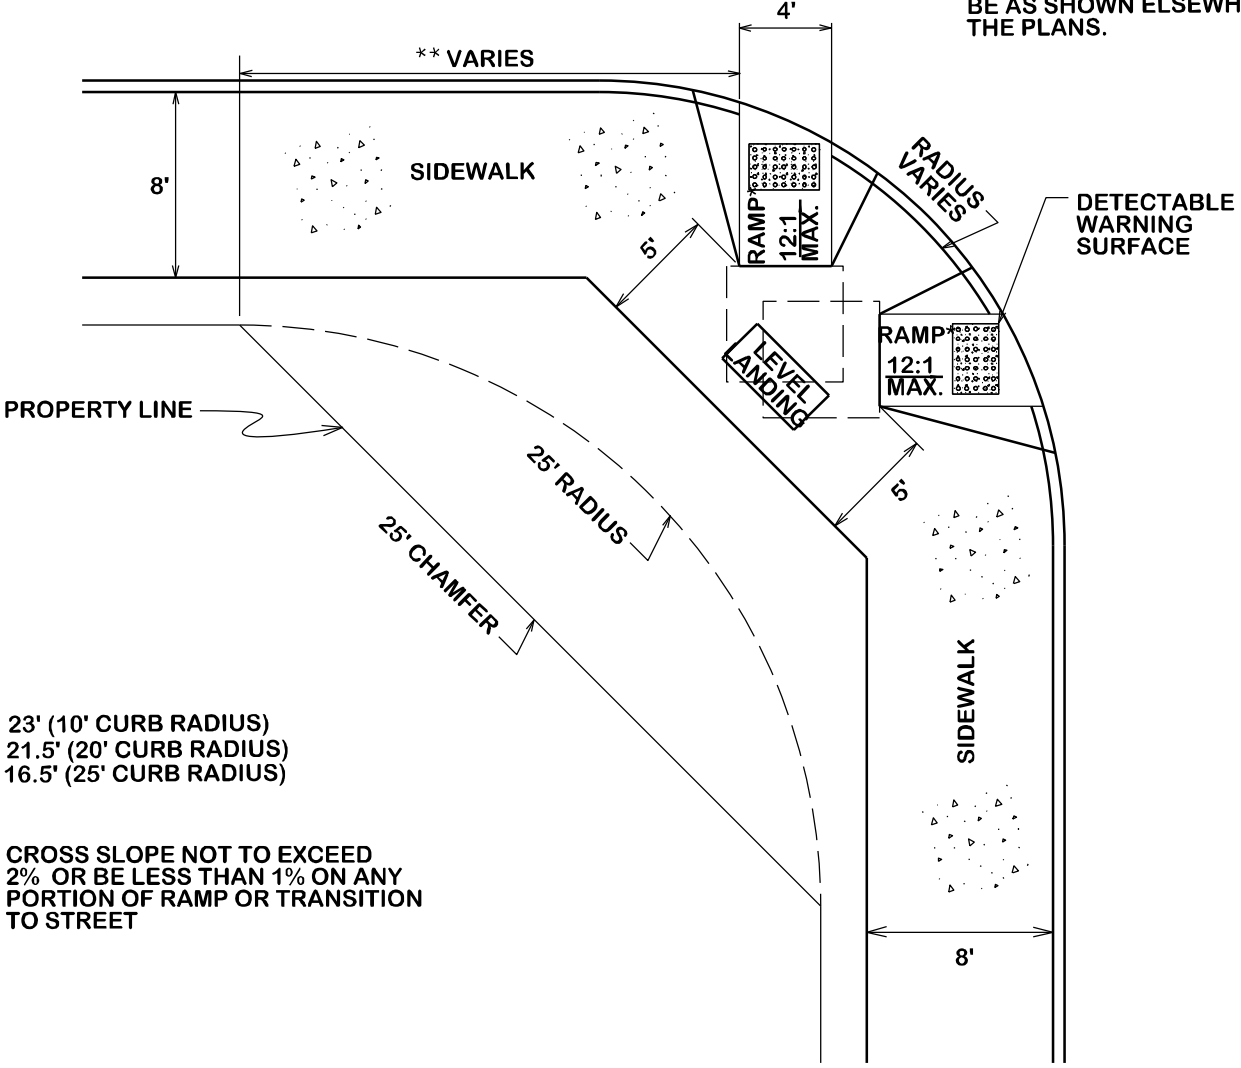 BE AS SHOWN ELSEWH
THE PLANS.
4'
** VARIES
8'
SIDEWALK
RADIUS
VARIES
DETECTABLE
WARNING
SURFACE
RAMP*
12:1
MAX.
5'
RAMP*
12:1
MAX.
LEVEL
LANDING
PROPERTY LINE
5'
25' RADIUS
25' CHAMFER
SIDEWALK
23' (10' CURB RADIUS)
21.5' (20' CURB RADIUS)
16.5' (25' CURB RADIUS)
CROSS SLOPE NOT TO EXCEED
2% OR BE LESS THAN 1% ON ANY
PORTION OF RAMP OR TRANSITION
TO STREET
8'